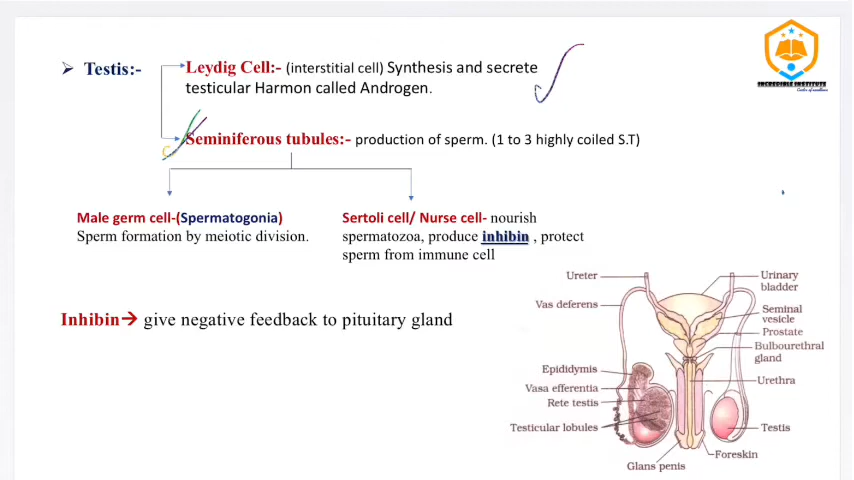 ➢ Testis:-
Leydig Cell:- (interstitial cell) Synthesis and secrete
testicular Harmon called Androgen.
Seminiferous tubules:- production of sperm. (1 to 3 highly coiled S.T)
Male germ cell-(Spermatogonia)
Sperm formation by meiotic division.
Sertoli cell/ Nurse cell- nourish
spermatozoa, produce inhibin , protect
sperm from immune cell
Inhibin→ give negative feedback to pituitary gland
INCREDIBLE INSTITUTE
Center of excellence
Ureter
Vas deferens
Epididymis
Vasa efferentia
Rete testis
Testicular lobules
Glans penis
Urinary
bladder
Seminal
vesicle
Prostate
Bulbourethral
gland
Urethra
Testis
Foreskin